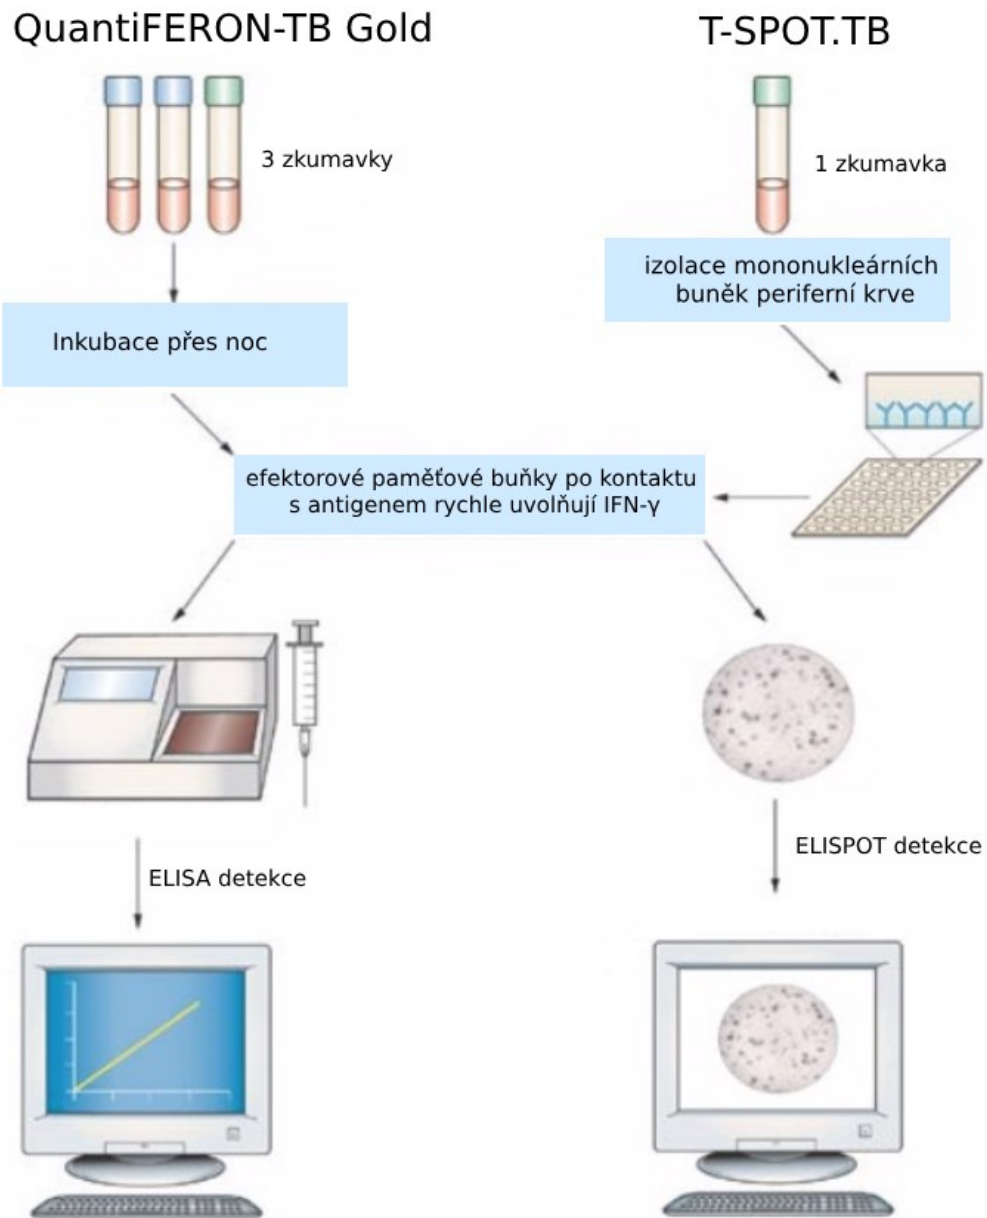 QuantiFERON-TB Gold
T-SPOT.TB
3 zkumavky
1 zkumavka
izolace mononukleárních
buněk periferní krve
Inkubace přes noc
efektorové paměťové buňky po kontaktu
s antigenem rychle uvolňují IFN-γ
ELISPOT detekce
ELISA detekce